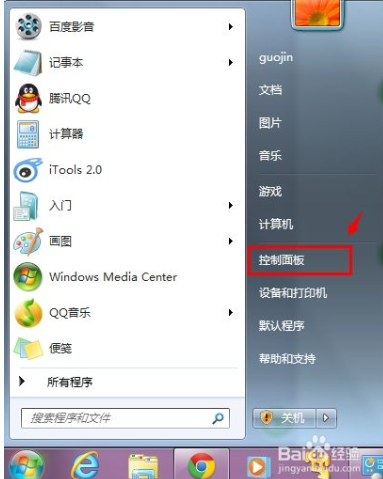 百度影音
记事本
腾讯QQ
计算器
iTools 2.0
入门
画图
Windows Media Center
QQ音乐
便笺
所有程序
搜索程序和文件
guojin
文档
图片
音乐
游戏
计算机
控制面板
设备和打印机
默认程序
帮助和支持
关机
Baidu经验
jingyan.baidu.com